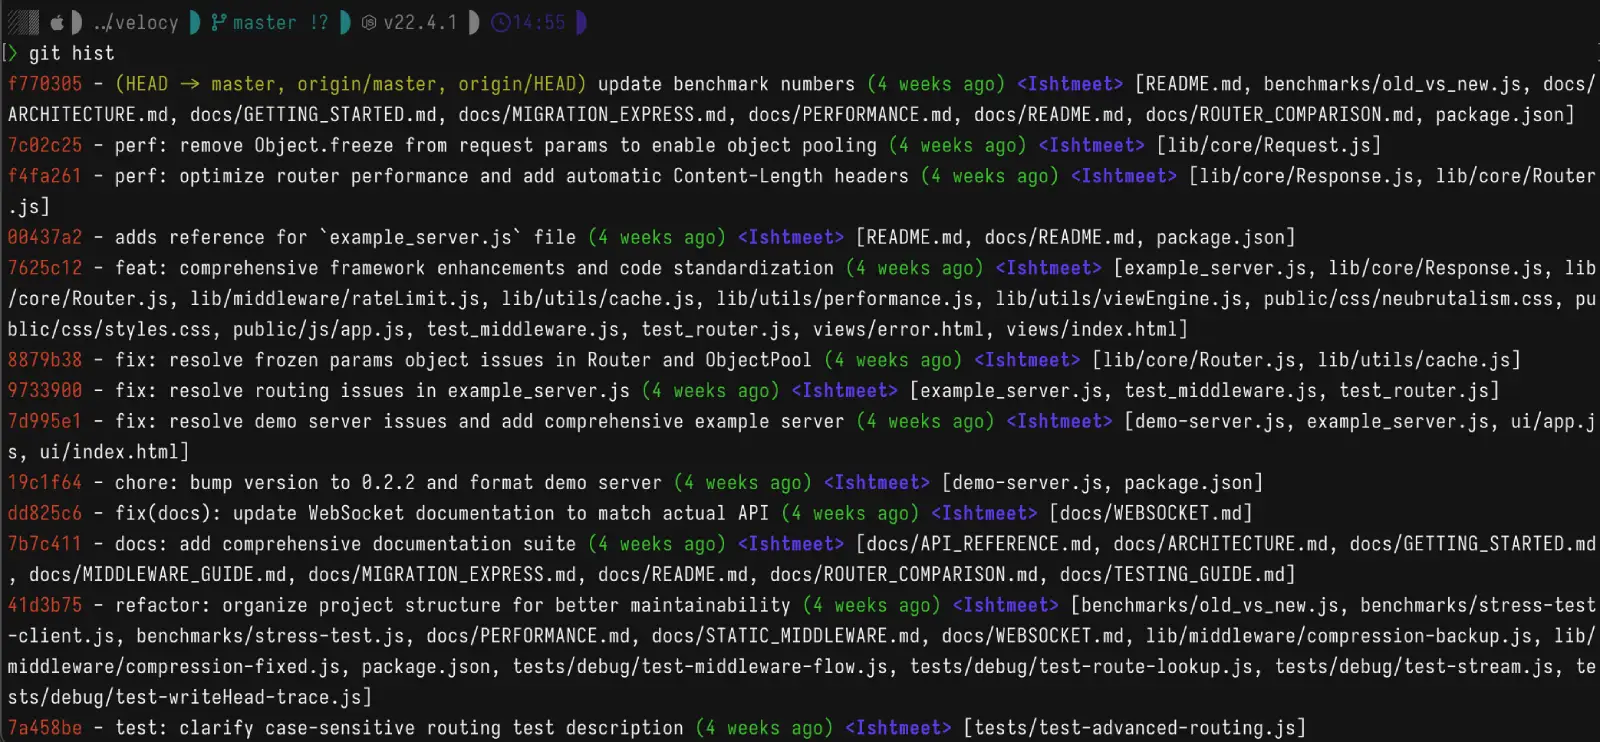 ../velocy master !? v22.4.1 14:55
> git hist
f770305 - (HEAD → master, origin/master, origin/HEAD) update benchmark numbers (4 weeks ago) <Ishtmeet> [README.md, benchmarks/old_vs_new.js, docs/
ARCHITECTURE.md, docs/GETTING_STARTED.md, docs/MIGRATION_EXPRESS.md, docs/PERFORMANCE.md, docs/README.md, docs/ROUTER_COMPARISON.md, package.json]
7c02c25 - perf: remove Object.freeze from request params to enable object pooling (4 weeks ago) <Ishtmeet> [lib/core/Request.js]
f4fa261 - perf: optimize router performance and add automatic Content-Length headers (4 weeks ago) <Ishtmeet> [lib/core/Response.js, lib/core/Router
.js]
00437a2 - adds reference for `example_server.js` file (4 weeks ago) <Ishtmeet> [README.md, docs/README.md, package.json]
7625c12 - feat: comprehensive framework enhancements and code standardization (4 weeks ago) <Ishtmeet> [example_server.js, lib/core/Response.js, lib
/core/Router.js, lib/middleware/rateLimit.js, lib/utils/cache.js, lib/utils/performance.js, lib/utils/viewEngine.js, public/css/neubrutalism.css, pu
blic/css/styles.css, public/js/app.js, test_middleware.js, test_router.js, views/error.html, views/index.html]
8879b38 - fix: resolve frozen params object issues in Router and ObjectPool (4 weeks ago) <Ishtmeet> [lib/core/Router.js, lib/utils/cache.js]
9733900 - fix: resolve routing issues in example_server.js (4 weeks ago) <Ishtmeet> [example_server.js, test_middleware.js, test_router.js]
7d995e1 - fix: resolve demo server issues and add comprehensive example server (4 weeks ago) <Ishtmeet> [demo-server.js, example_server.js, ui/app.j
s, ui/index.html]
19c1f64 - chore: bump version to 0.2.2 and format demo server (4 weeks ago) <Ishtmeet> [demo-server.js, package.json]
dd825c6 - fix(docs): update WebSocket documentation to match actual API (4 weeks ago) <Ishtmeet> [docs/WEBSOCKET.md]
7b7c411 - docs: add comprehensive documentation suite (4 weeks ago) <Ishtmeet> [docs/API_REFERENCE.md, docs/ARCHITECTURE.md, docs/GETTING_STARTED.md
, docs/MIDDLEWARE_GUIDE.md, docs/MIGRATION_EXPRESS.md, docs/README.md, docs/ROUTER_COMPARISON.md, docs/TESTING_GUIDE.md]
41d3b75 - refactor: organize project structure for better maintainability (4 weeks ago) <Ishtmeet> [benchmarks/old_vs_new.js, benchmarks/stress-test
-client.js, benchmarks/stress-test.js, docs/PERFORMANCE.md, docs/STATIC_MIDDLEWARE.md, docs/WEBSOCKET.md, lib/middleware/compression-backup.js, lib/
middleware/compression-fixed.js, package.json, tests/debug/test-middleware-flow.js, tests/debug/test-route-lookup.js, tests/debug/test-stream.js, te
sts/debug/test-writeHead-trace.js]
7a458be - test: clarify case-sensitive routing test description (4 weeks ago) <Ishtmeet> [tests/test-advanced-routing.js]